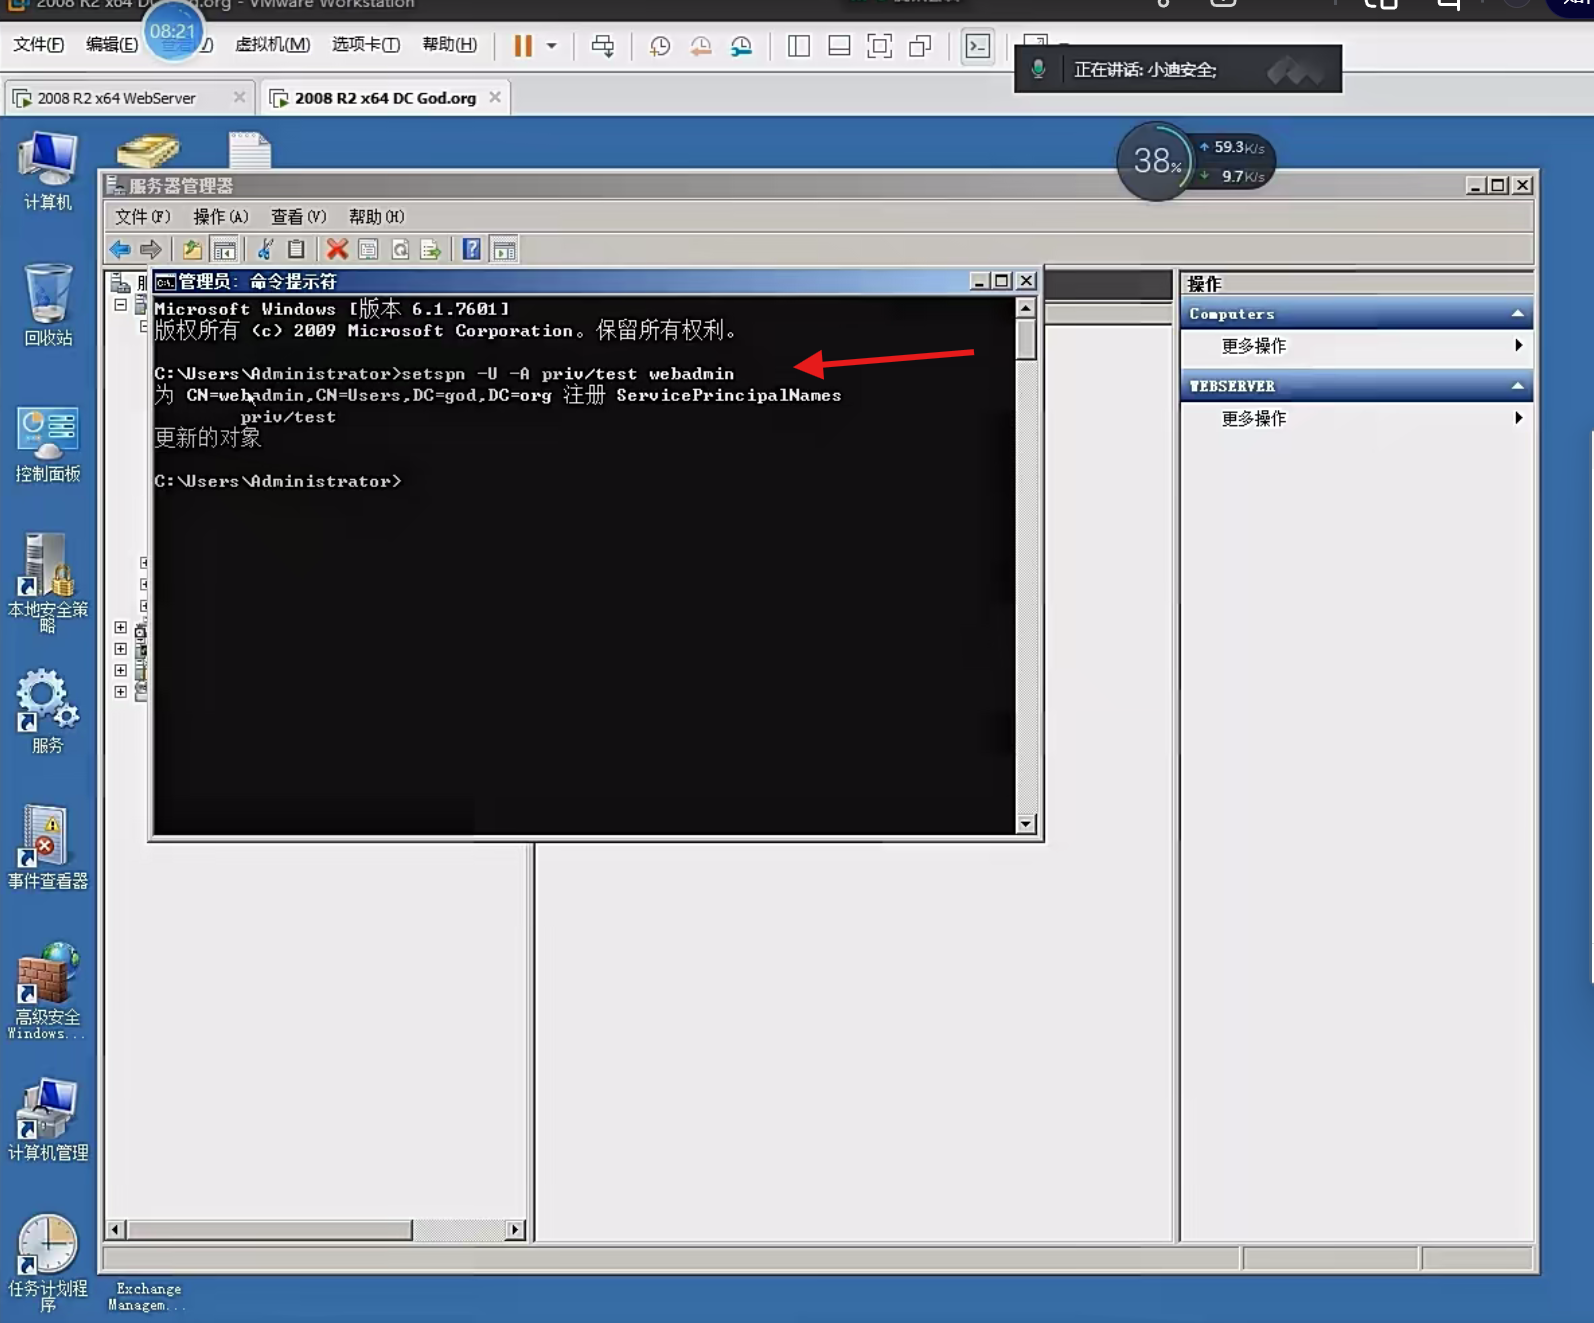 2008 R2 x64 DC God.org - VMware Workstation
文件(F) 编辑(E) (V) 虚拟机(M) 选项卡(T) 帮助(H)
08:21
正在讲话: 小迪安全;
2008 R2 x64 WebServer
2008 R2 x64 DC God.org
38%
59.3K/s
9.7K/s
计算机
回收站
控制面板
本地安全策
略
服务
事件查看器
高级安全
Windows...
计算机管理
任务计划程
序
Exchange
Managem...
服务器管理器
文件(F) 操作(A) 查看(V) 帮助(H)
管理员: 命令提示符
Microsoft Windows [版本 6.1.7601]
版权所有 (c) 2009 Microsoft Corporation。保留所有权利。
C:\Users\Administrator>setspn -U -A priv/test webadmin
为 CN=webadmin,CN=Users,DC=god,DC=org 注册 ServicePrincipalNames
priv/test
更新的对象
C:\Users\Administrator>
操作
Computers
更多操作
WEBSERVER
更多操作